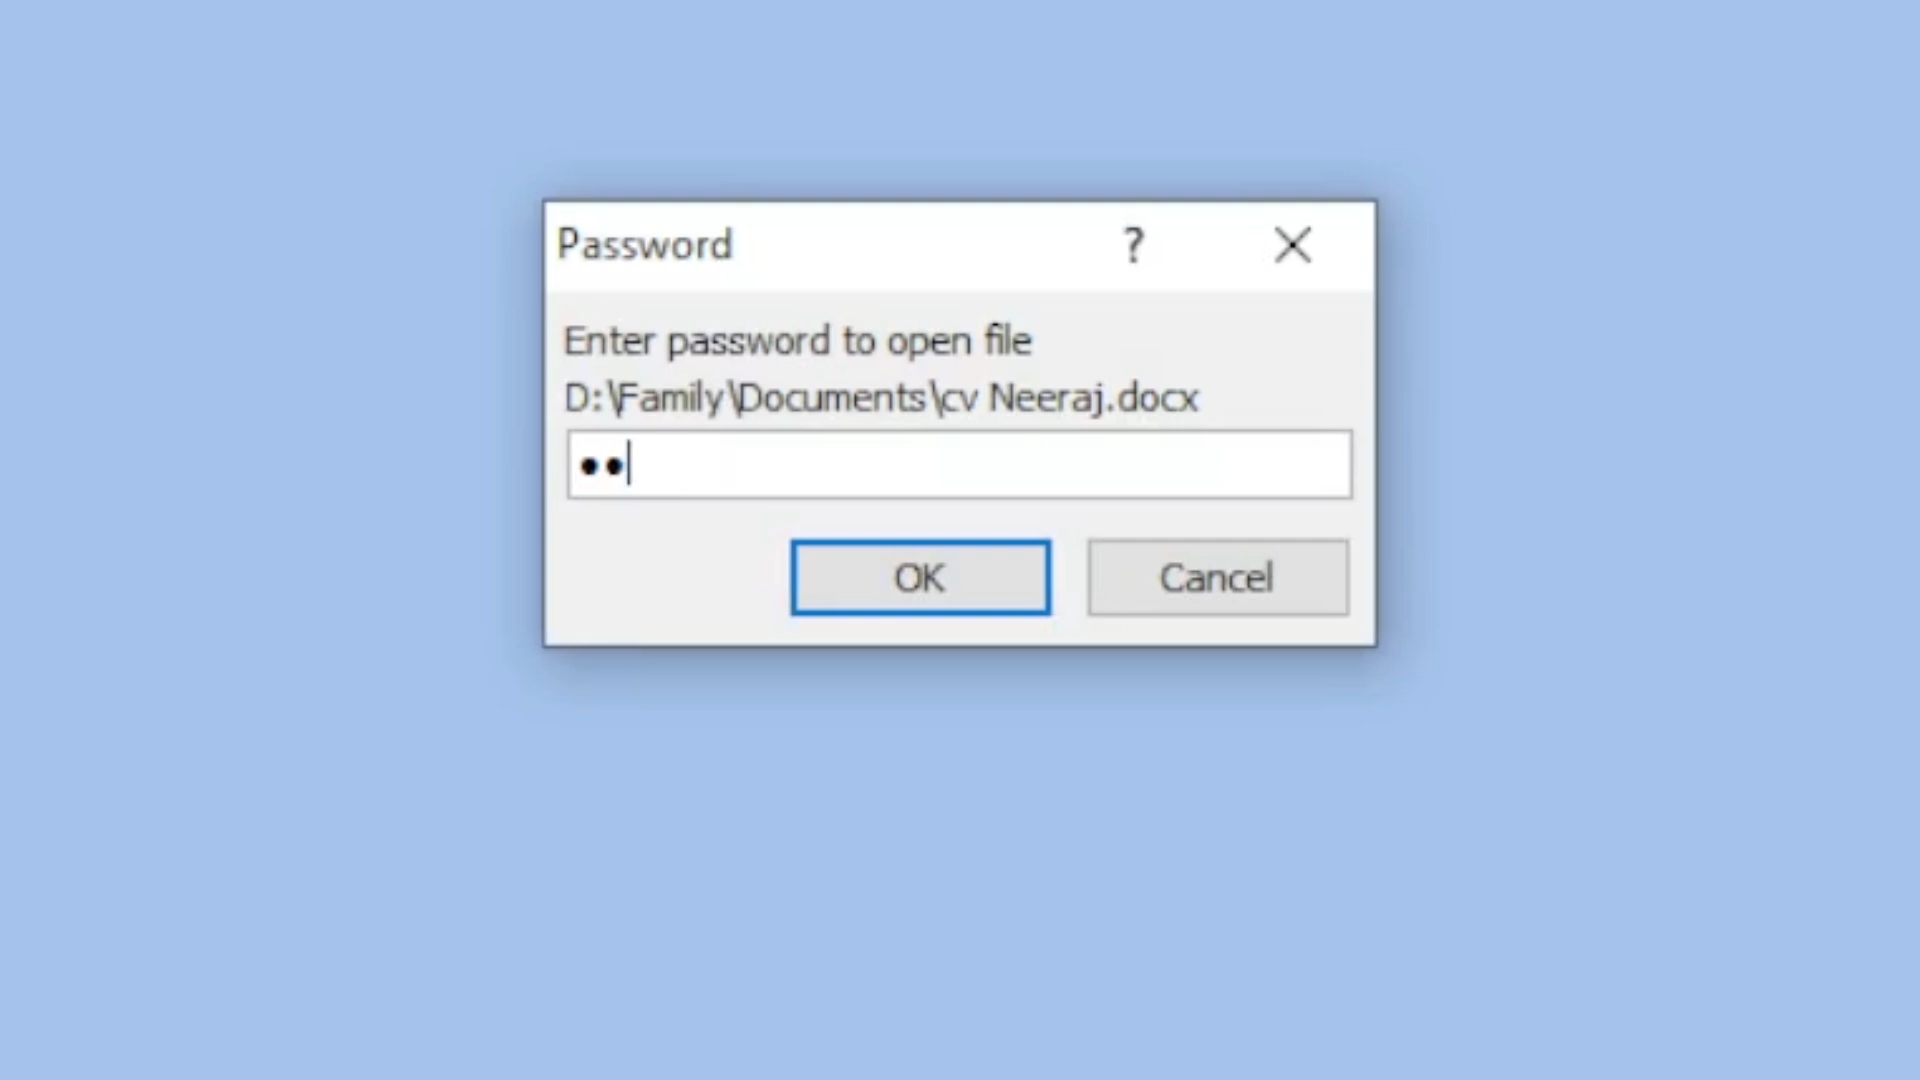 Password
Enter password to open file
D:\Family\Documents\cv Neeraj.docx
OK
Cancel